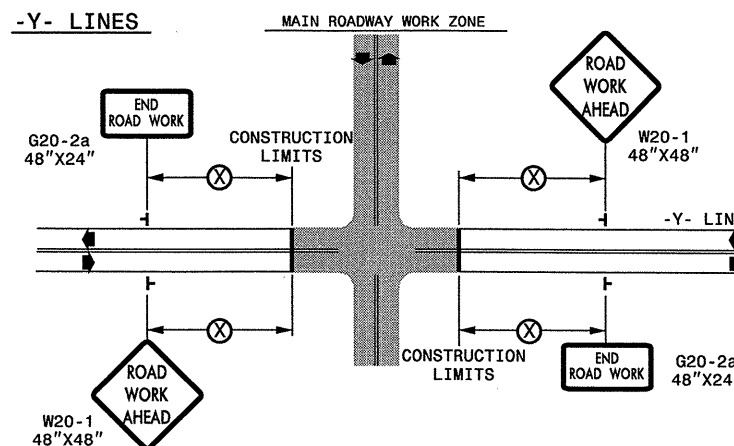 -Y- LINES
MAIN ROADWAY WORK ZONE
END
ROAD WORK
G20-2a
48"X24"
CONSTRUCTION
LIMITS
ROAD
WORK
AHEAD
W20-1
48"X48"
X
X
-Y- LIN
X
X
ROAD
WORK
AHEAD
W20-1
48"X48"
CONSTRUCTION
LIMITS
END
ROAD WORK
G20-2a
48"X24